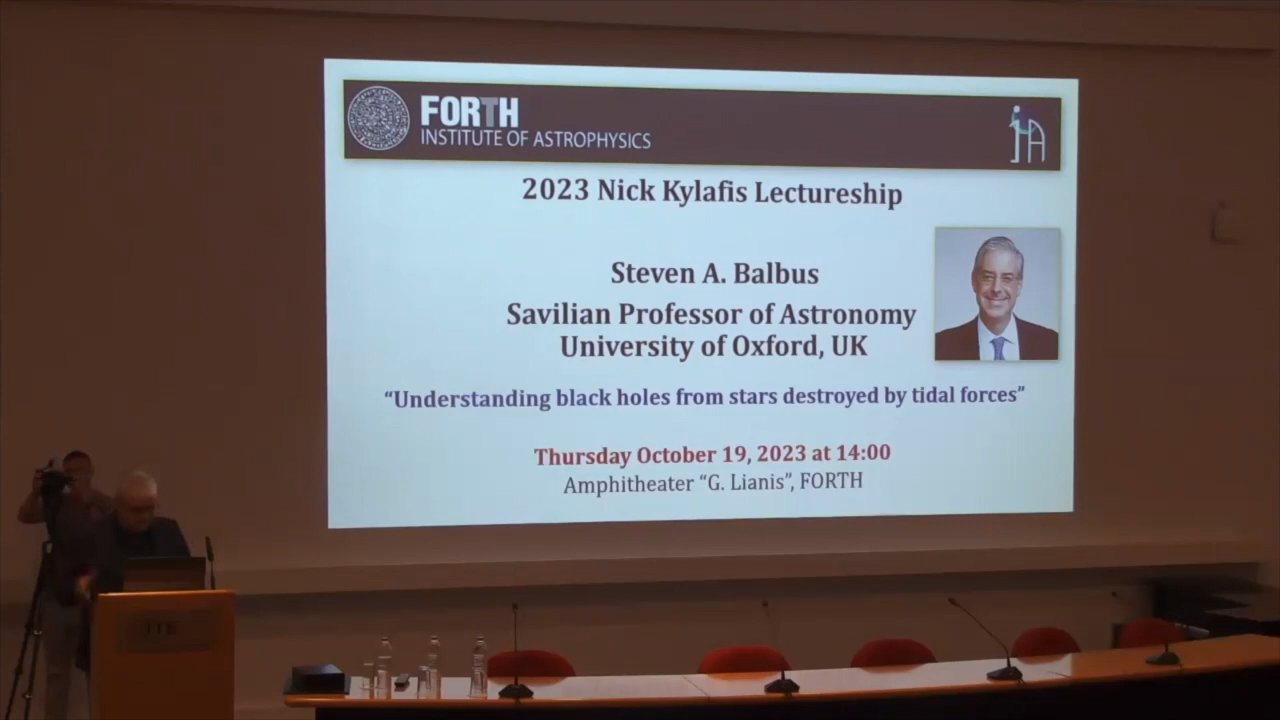 FORTH
INSTITUTE OF ASTROPHYSICS
IA
2023 Nick Kylafis Lectureship
Steven A. Balbus
Savilian Professor of Astronomy
University of Oxford, UK
“Understanding black holes from stars destroyed by tidal forces”
Thursday October 19, 2023 at 14:00
Amphitheater “G. Lianis”, FORTH